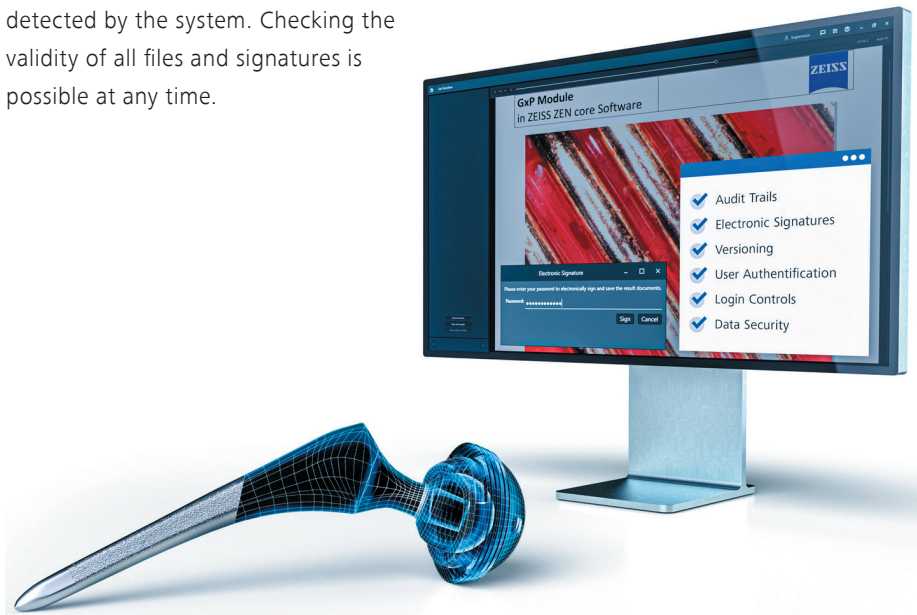 detected by the system. Checking the
validity of all files and signatures is
possible at any time.
Supervisor
ZEISS
GxP Module
in ZEISS ZEN core Software
Audit Trails
Electronic Signatures
Versioning
User Authentification
Login Controls
Data Security
Electronic Signature
Please enter your password to electronically sign and save the result documents.
Password:
Sign Cancel